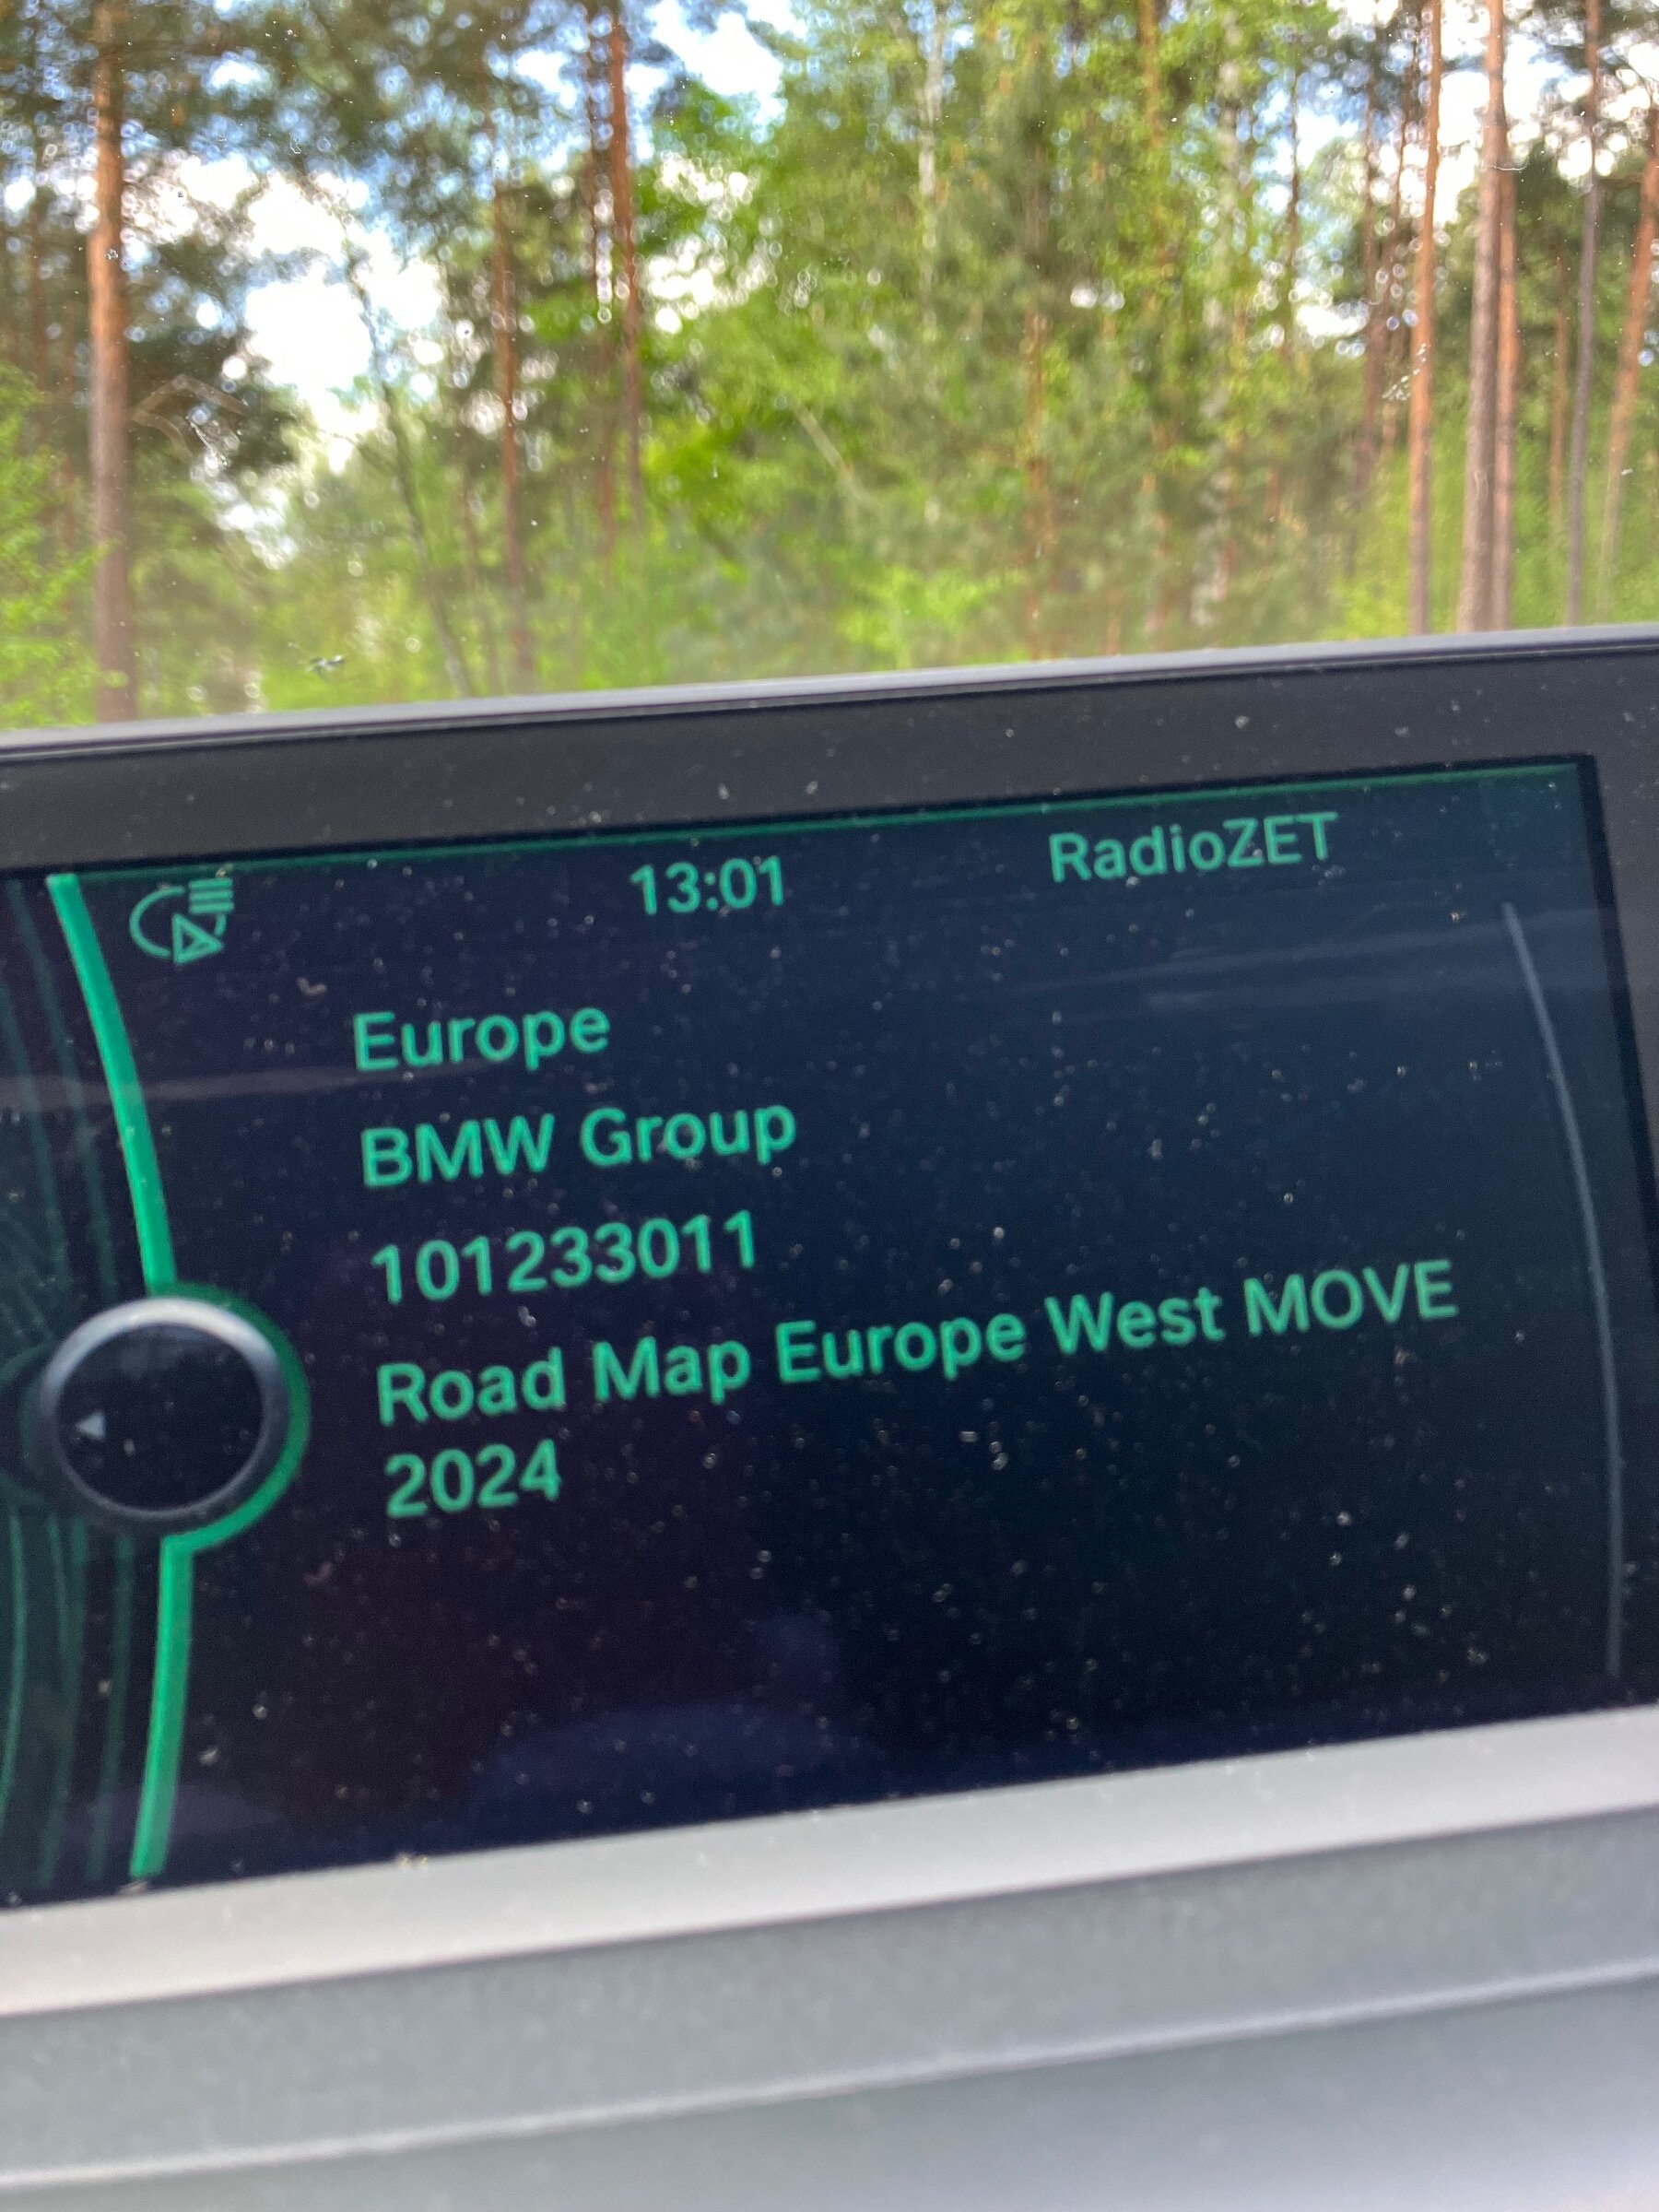 13:01 RadioZET
Europe
BMW Group
101233011
Road Map Europe West MOVE
2024